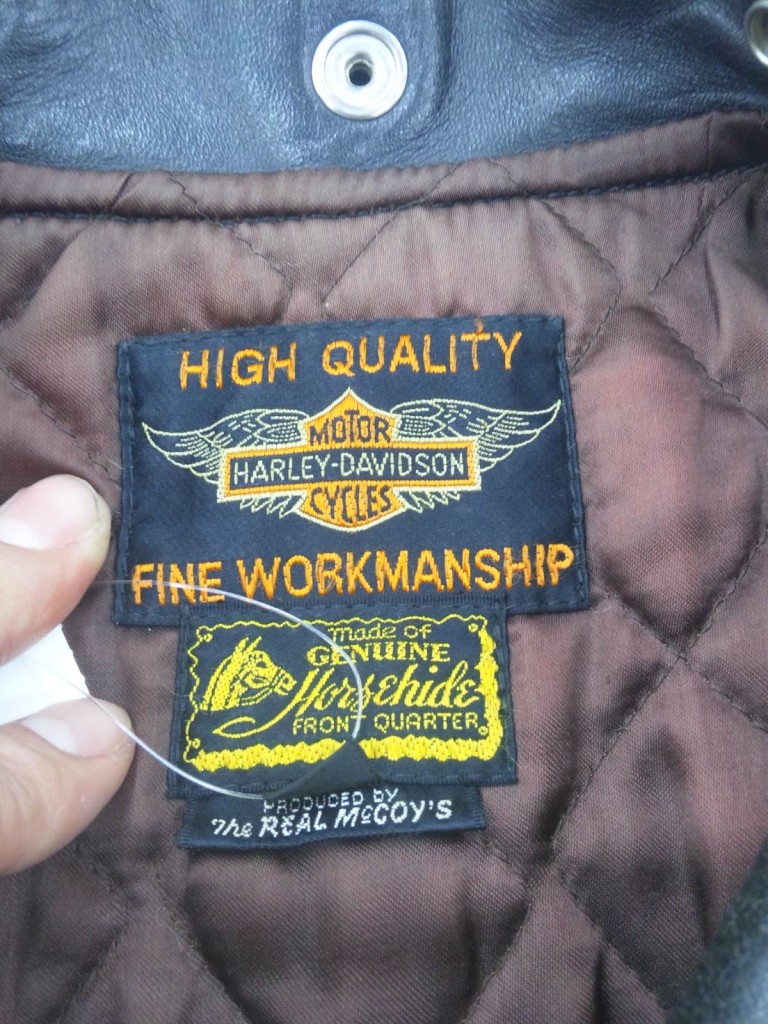 HIGH QUALITY
MOTOR
HARLEY-DAVIDSON
CYCLES
FINE WORKMANSHIP
Made of
GENUINE
Horsehide
FRONT QUARTER
PRODUCED by
The REAL McCOY'S